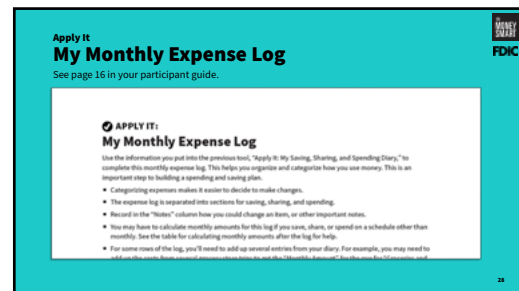 Apply It
My Monthly Expense Log
See page 16 in your participant guide.
MONEY
SMART
FDIC
APPLY IT:
My Monthly Expense Log
Use the information you put into the previous tool, "Apply It: My Saving, Sharing, and Spending Diary," to
complete this monthly expense log. This helps you organize and categorize how you use money. This is an
important step to building a spending and saving plan.
▪ Categorizing expenses makes it easier to decide to make changes.
▪ The expense log is separated into sections for saving, sharing, and spending.
▪ Record in the "Notes" column how you could change an item, or other important notes.
▪ You may have to calculate monthly amounts for this log if you save, share, or spend on a schedule other than
monthly. See the table for calculating monthly amounts after the log for help.
▪ For some rows of the log, you'll need to add up several entries from your diary. For example, you may need to
28